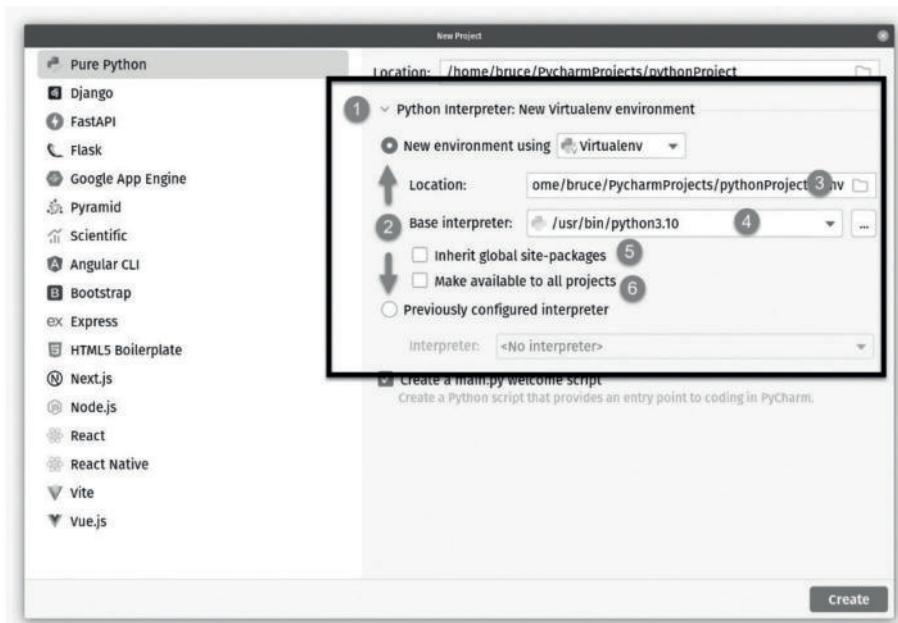 New Project
Pure Python
Django
FastAPI
Flask
Google App Engine
Pyramid
Scientific
Angular CLI
Bootstrap
Express
HTML5 Boilerplate
Next.js
Node.js
React
React Native
Vite
Vue.js
Location: /home/bruce/PycharmProjects/pythonProject
1 Python Interpreter: New Virtualenv environment
New environment using Virtualenv
Location: ome/bruce/PycharmProjects/pythonProject 3 nv
2 Base interpreter: /usr/bin/python3.10 4 ...
Inherit global site-packages 5
Make available to all projects 6
Previously configured interpreter
Interpreter: <No interpreter>
Create a main.py welcome script
Create a Python script that provides an entry point to coding in PyCharm.
Create